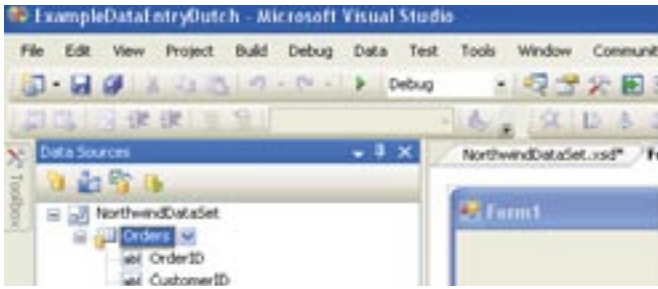 ExampleDataEntryDutch - Microsoft Visual Studio
File Edit View Project Build Debug Data Test Tools Window Communit
Debug
Toolbox
Data Sources
NorthwindDataSet.xsd*
NorthwindDataSet
Form1
Orders
OrderID
CustomerID